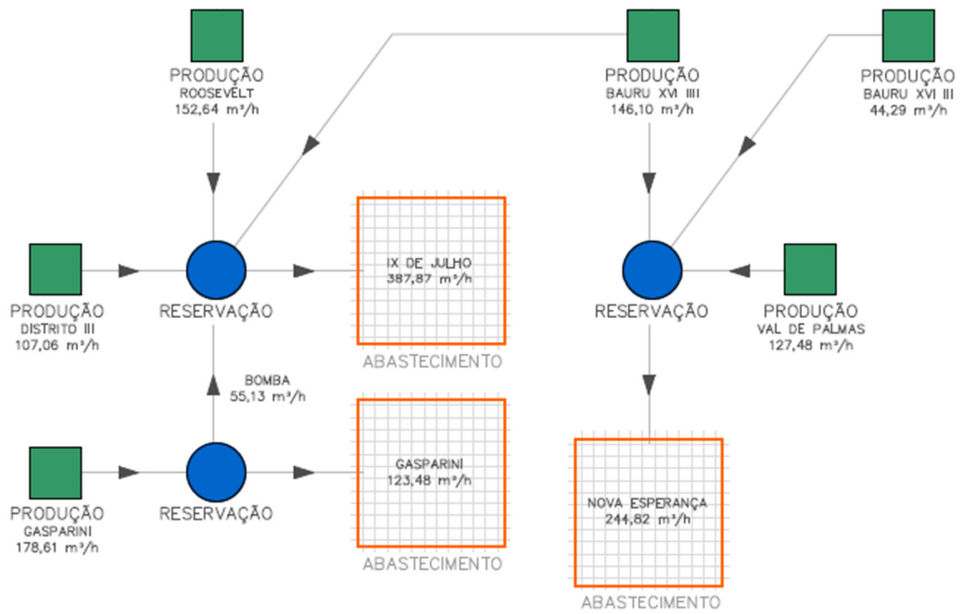 PRODUÇÃO
ROOSEVELT
152,64 m³/h
PRODUÇÃO
BAURU XVI IIII
146,10 m³/h
PRODUÇÃO
BAURU XVI III
44,29 m³/h
IX DE JULHO
387,87 m³/h
PRODUÇÃO
DISTRITO III
107,06 m³/h
RESERVAÇÃO
ABASTECIMENTO
RESERVAÇÃO
PRODUÇÃO
VAL DE PALMAS
127,48 m³/h
BOMBA
55,13 m³/h
GASPARINI
123,48 m³/h
PRODUÇÃO
GASPARINI
178,61 m³/h
RESERVAÇÃO
ABASTECIMENTO
NOVA ESPERANÇA
244,82 m³/h
ABASTECIMENTO